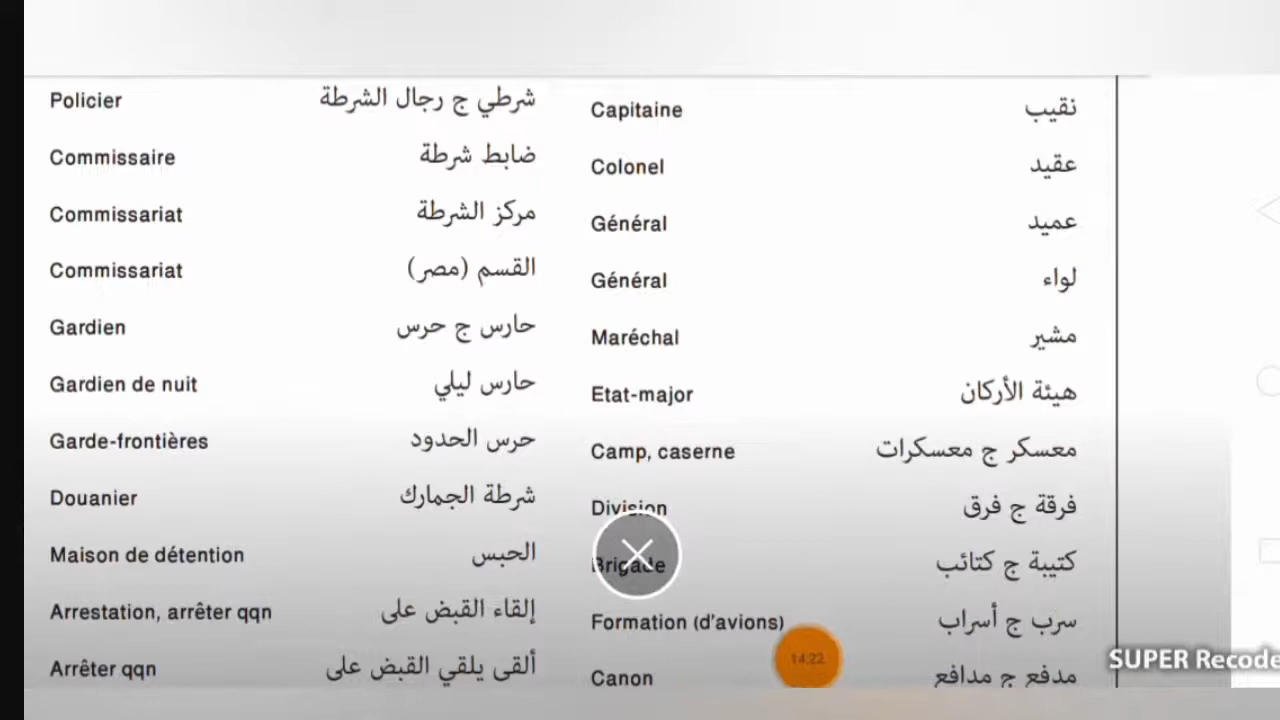 Policier شرطي ج رجال الشرطة
Commissaire ضابط شرطة
Commissariat مركز الشرطة
Commissariat القسم (مصر)
Gardien حارس ج حرس
Gardien de nuit حارس ليلي
Garde-frontières حرس الحدود
Douanier شرطة الجمارك
Maison de détention الحبس
Arrestation, arrêter qqn إلقاء القبض على
Arrêter qqn ألقى يلقي القبض على
Capitaine نقيب
Colonel عقيد
Général عميد
Général لواء
Maréchal مشير
Etat-major هيئة الأركان
Camp, caserne معسكر ج معسكرات
Division فرقة ج فرق
Brigade كتيبة ج كتائب
Formation (d'avions) سرب ج أسراب
Canon مدفع ج مدافع
14:22
SUPER Recode